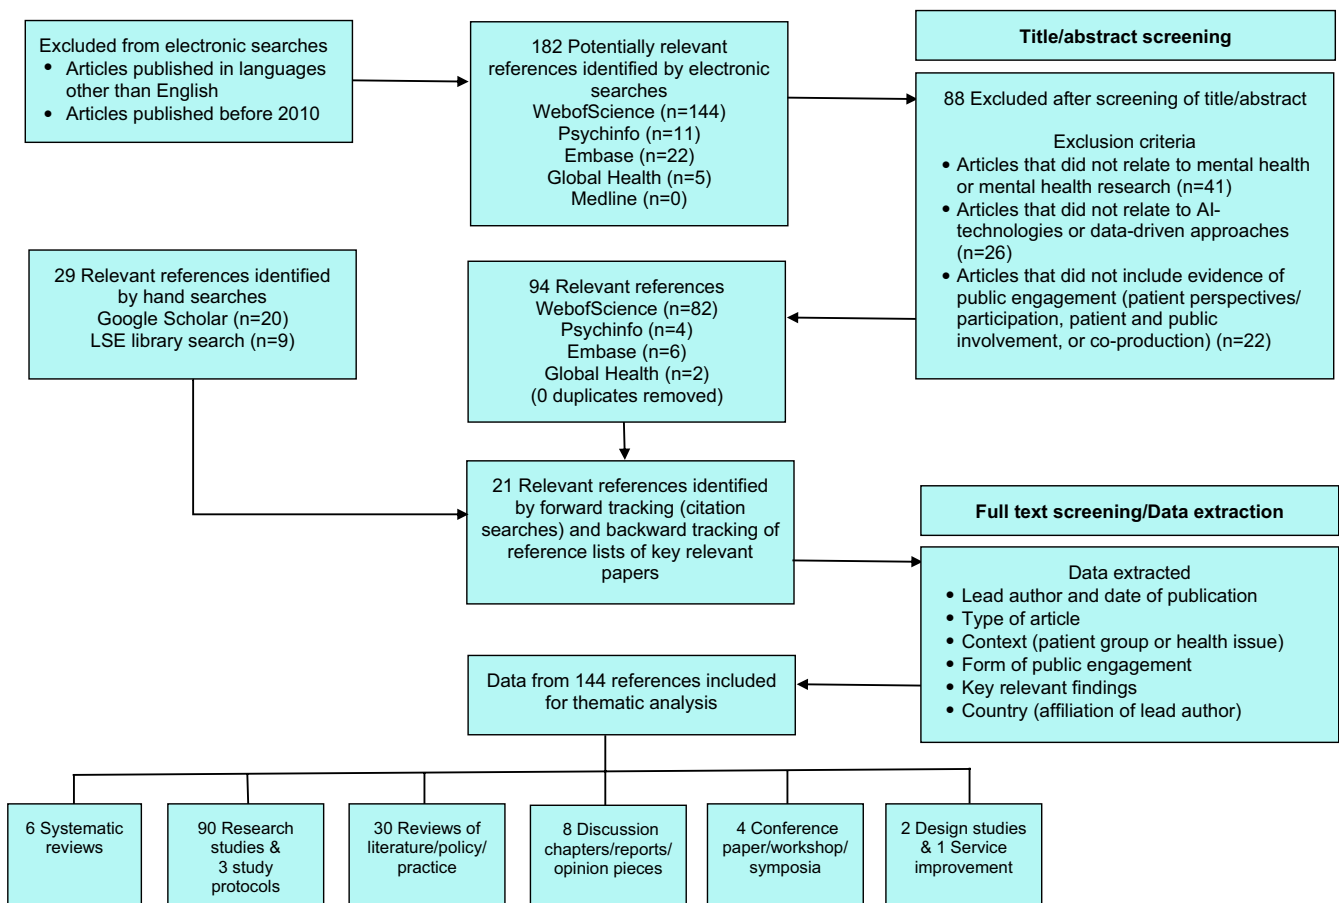 Excluded from electronic searches
• Articles published in languages
other than English
• Articles published before 2010
182 Potentially relevant
references identified by electronic
searches
WebofScience (n=144)
Psychinfo (n=11)
Embase (n=22)
Global Health (n=5)
Medline (n=0)
Title/abstract screening
88 Excluded after screening of title/abstract
Exclusion criteria
• Articles that did not relate to mental health
or mental health research (n=41)
• Articles that did not relate to AI-
technologies or data-driven approaches
(n=26)
• Articles that did not include evidence of
public engagement (patient perspectives/
participation, patient and public
involvement, or co-production) (n=22)
29 Relevant references identified
by hand searches
Google Scholar (n=20)
LSE library search (n=9)
94 Relevant references
WebofScience (n=82)
Psychinfo (n=4)
Embase (n=6)
Global Health (n=2)
(0 duplicates removed)
21 Relevant references identified
by forward tracking (citation
searches) and backward tracking of
reference lists of key relevant
papers
Full text screening/Data extraction
Data extracted
• Lead author and date of publication
• Type of article
• Context (patient group or health issue)
• Form of public engagement
• Key relevant findings
• Country (affiliation of lead author)
Data from 144 references included
for thematic analysis
6 Systematic
reviews
90 Research
studies &
3 study
protocols
30 Reviews of
literature/policy/
practice
8 Discussion
chapters/reports/
opinion pieces
4 Conference
paper/workshop/
symposia
2 Design studies
& 1 Service
improvement